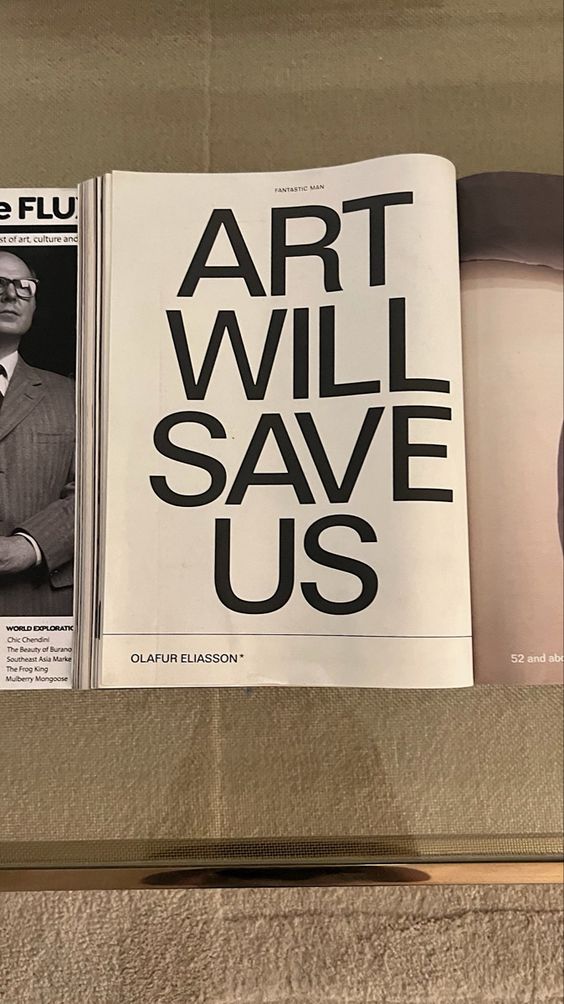 e FLU
st of art, culture and
WORLD EXPLORATIO
Chic Chendini
The Beauty of Burano
Southeast Asia Marke
The Frog King
Mulberry Mongoose
FANTASTIC MAN
ART
WILL
SAVE
US
OLAFUR ELIASSON*
52 and abo